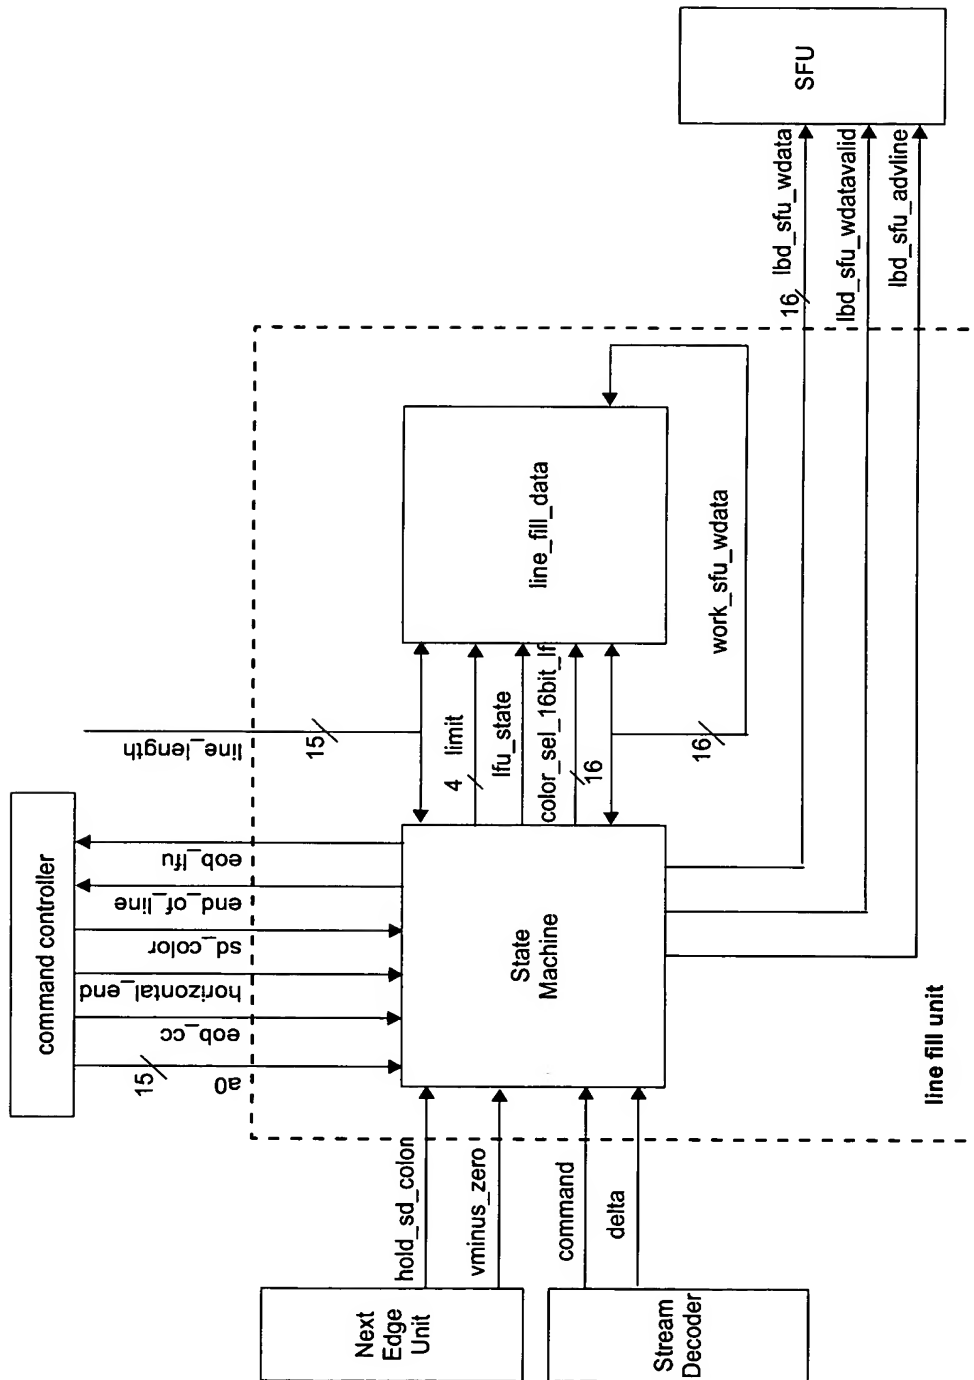 command controller
a0
15
eob_cc
horizontal_end
sd_color
end_of_line
eob_lfu
line_length
15
Next
Edge
Unit
hold_sd_colon
vminus_zero
Stream
Decoder
command
delta
State
Machine
4
limit
lfu_state
color_sel_16bit_lf
16
line_fill_data
16
work_sfu_wdata
line fill unit
16
lbd_sfu_wdata
lbd_sfu_wdatavalid
lbd_sfu_advline
SFU